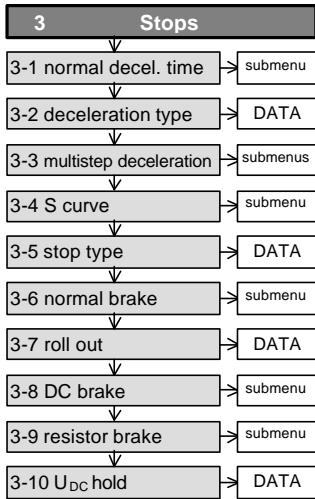 3 Stops
3-1 normal decel. time submenu
3-2 deceleration type DATA
3-3 multistep deceleration submenus
3-4 S curve submenu
3-5 stop type DATA
3-6 normal brake submenu
3-7 roll out DATA
3-8 DC brake submenu
3-9 resistor brake submenu
3-10 UDC hold DATA